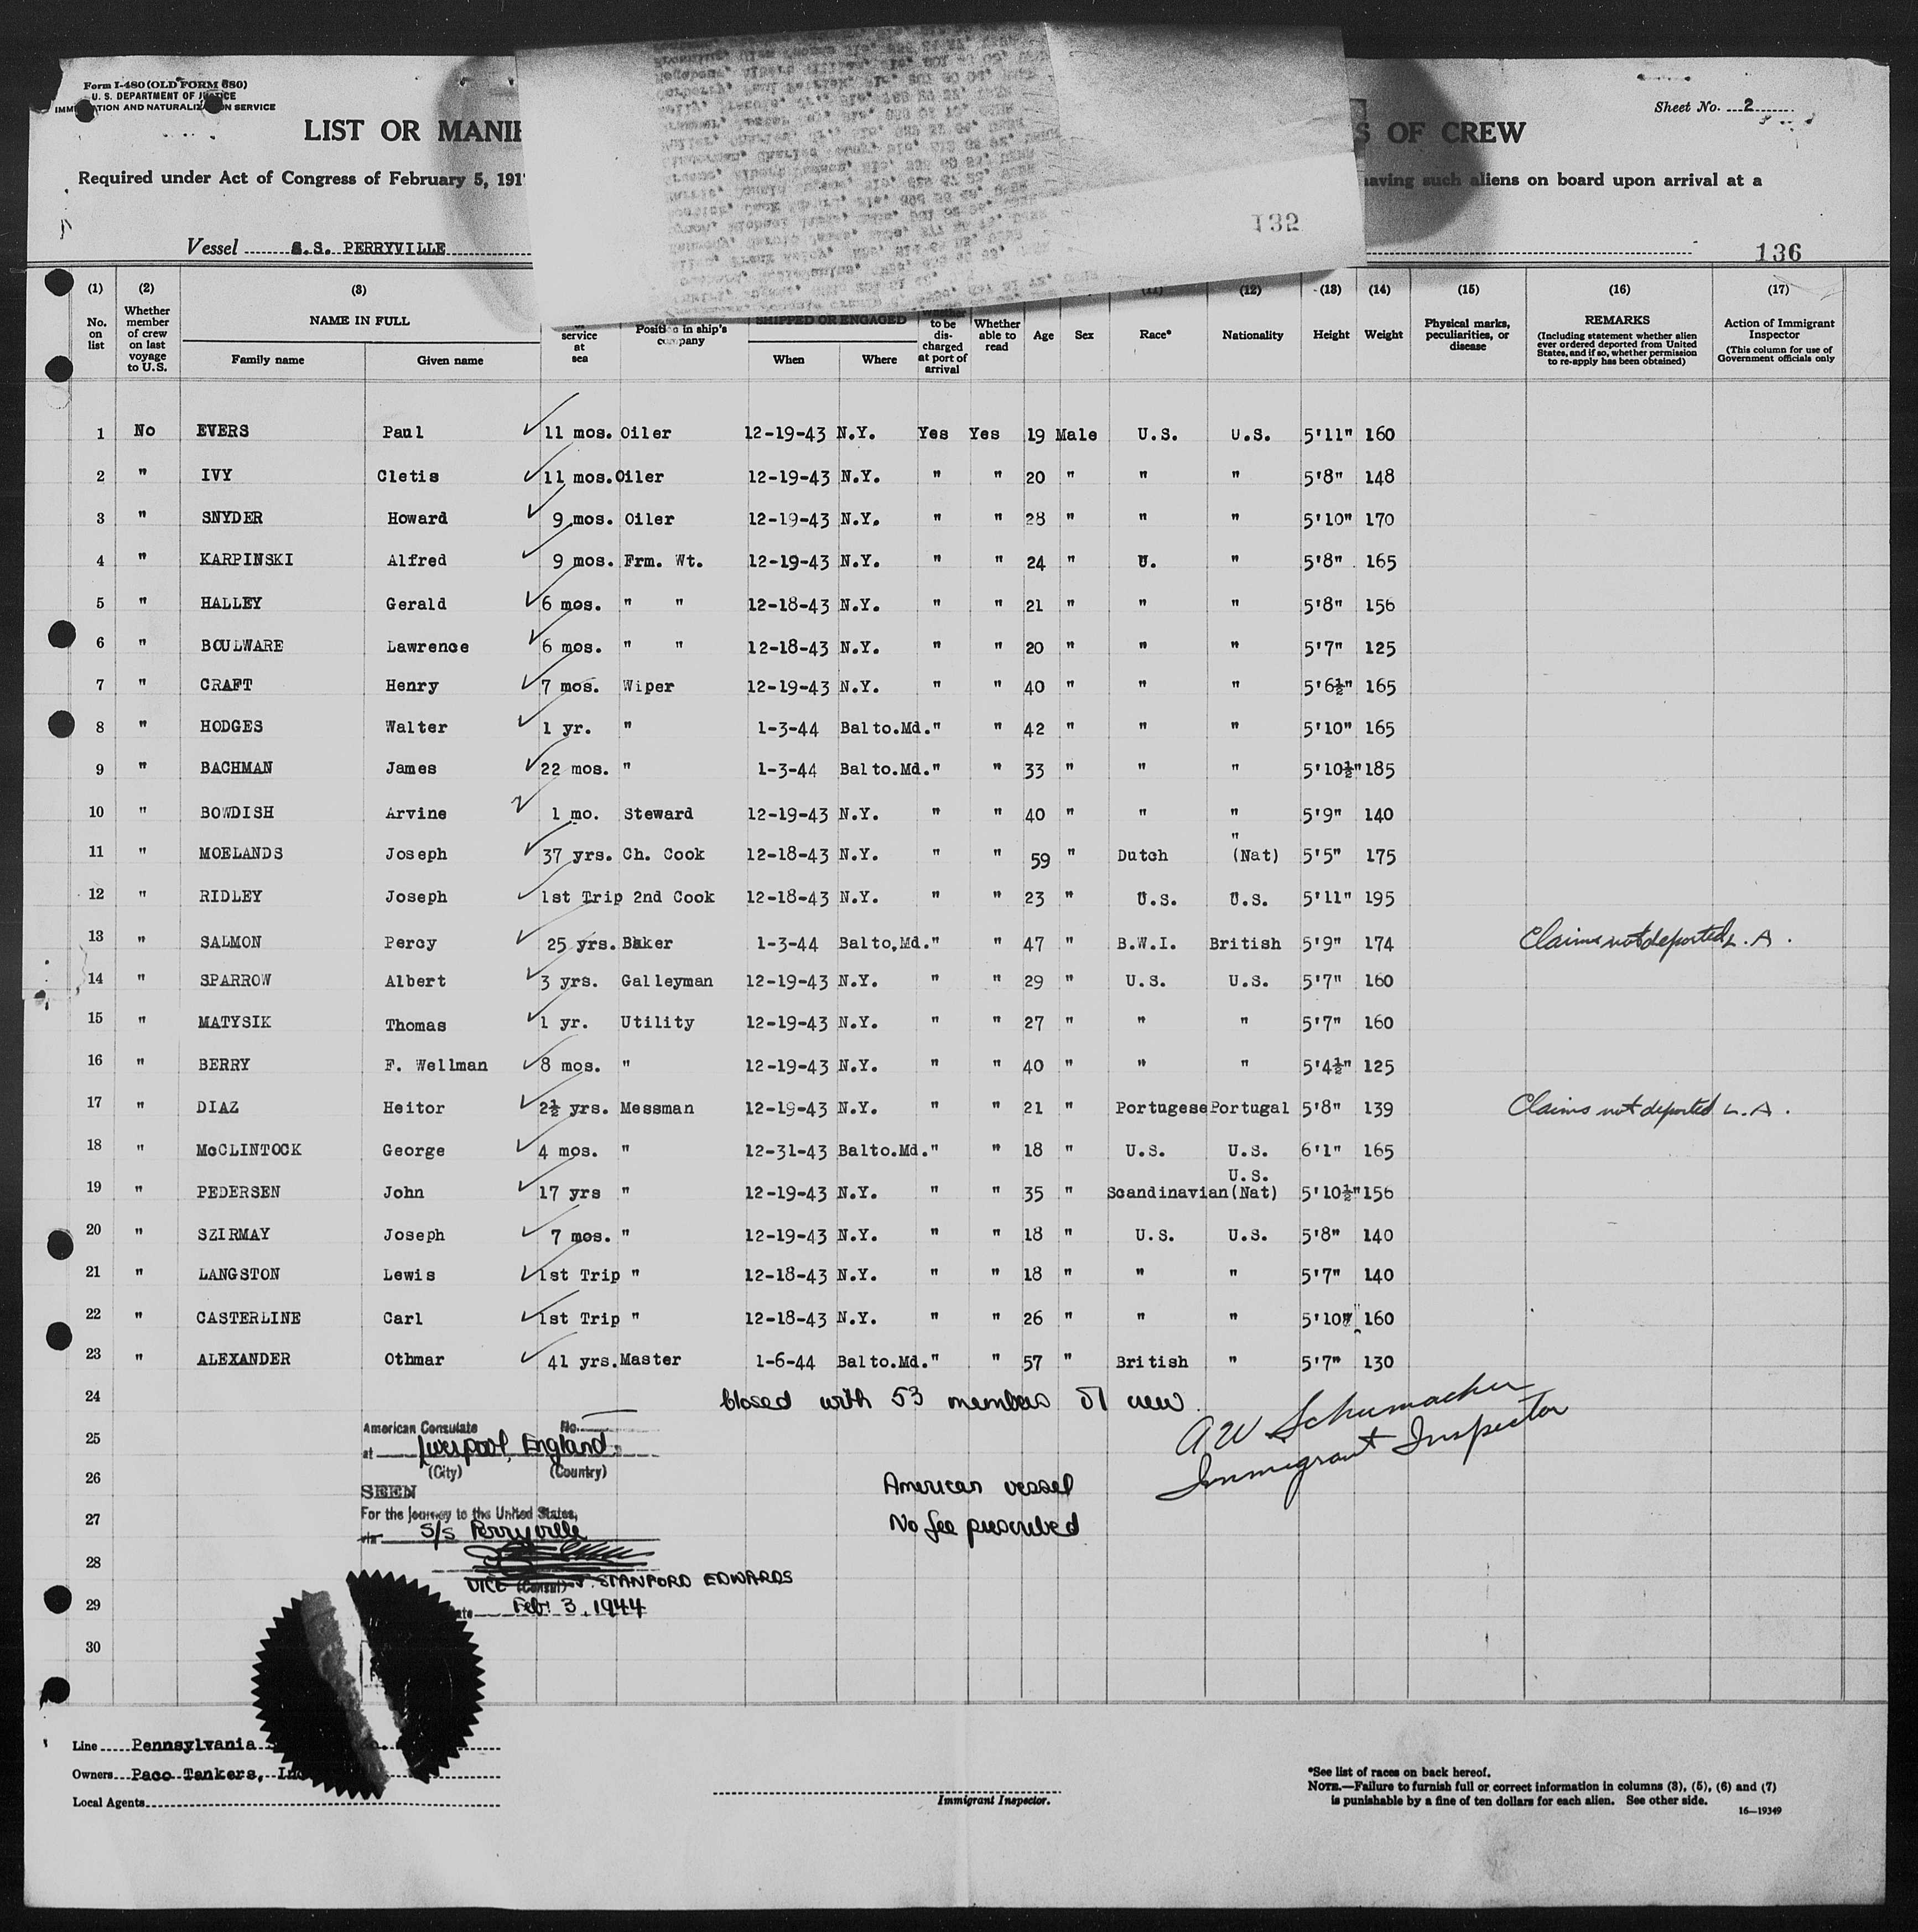 Form I-480 (OLD FORM 680)
U. S. DEPARTMENT OF JUSTICE
IMMIGRATION AND NATURALIZATION SERVICE
Sheet No. 2
LIST OR MANIF
S OF CREW
Required under Act of Congress of February 5, 191
having such aliens on board upon arrival at a
132
Vessel S.S. PERRYVILLE
136
(1) (2) (3) (11) (12) (13) (14) (15) (16) (17)
No. on list
Whether member of crew on last voyage to U.S.
NAME IN FULL
Family name Given name
service at sea
Position in ship's company
SHIPPED OR ENGAGED
When Where
Whether to be discharged at port of arrival
Whether able to read
Age Sex Race* Nationality Height Weight
Physical marks, peculiarities, or disease
REMARKS
(Including statement whether alien ever ordered deported from United States, and if so, whether permission to re-apply has been obtained)
Action of Immigrant Inspector
(This column for use of Government officials only
1 No EVERS Paul 11 mos. Oiler 12-19-43 N.Y. Yes Yes 19 Male U.S. U.S. 5'11" 160
2 " IVY Cletis 11 mos. Oiler 12-19-43 N.Y. " " 20 " " " 5'8" 148
3 " SNYDER Howard 9 mos. Oiler 12-19-43 N.Y. " " 28 " " " 5'10" 170
4 " KARPINSKI Alfred 9 mos. Frm. Wt. 12-19-43 N.Y. " " 24 " U. " 5'8" 165
5 " HALLEY Gerald 6 mos. " " 12-18-43 N.Y. " " 21 " " " 5'8" 156
6 " BOULWARE Lawrence 6 mos. " " 12-18-43 N.Y. " " 20 " " " 5'7" 125
7 " CRAFT Henry 7 mos. Wiper 12-19-43 N.Y. " " 40 " " " 5'6½" 165
8 " HODGES Walter 1 yr. " 1-3-44 Balto.Md. " " 42 " " " 5'10" 165
9 " BACHMAN James 22 mos. " 1-3-44 Balto.Md. " " 33 " " " 5'10½" 185
10 " BOWDISH Arvine 1 mo. Steward 12-19-43 N.Y. " " 40 " " " 5'9" 140
11 " MOELANDS Joseph 37 yrs. Ch. Cook 12-18-43 N.Y. " " 59 " Dutch " (Nat) 5'5" 175
12 " RIDLEY Joseph 1st Trip 2nd Cook 12-18-43 N.Y. " " 23 " U.S. U.S. 5'11" 195
13 " SALMON Percy 25 yrs. Baker 1-3-44 Balto,Md. " " 47 " B.W.I. British 5'9" 174 Claims not deported L.A.
14 " SPARROW Albert 3 yrs. Galleyman 12-19-43 N.Y. " " 29 " U.S. U.S. 5'7" 160
15 " MATYSIK Thomas 1 yr. Utility 12-19-43 N.Y. " " 27 " " " 5'7" 160
16 " BERRY F. Wellman 8 mos. " 12-19-43 N.Y. " " 40 " " " 5'4½" 125
17 " DIAZ Heitor 2½ yrs. Messman 12-19-43 N.Y. " " 21 " Portugese Portugal 5'8" 139 Claims not deported L.A.
18 " McCLINTOCK George 4 mos. " 12-31-43 Balto.Md. " " 18 " U.S. U.S. 6'1" 165
19 " PEDERSEN John 17 yrs " 12-19-43 N.Y. " " 35 " Scandinavian U.S. (Nat) 5'10½" 156
20 " SZIRMAY Joseph 7 mos. " 12-19-43 N.Y. " " 18 " U.S. U.S. 5'8" 140
21 " LANGSTON Lewis 1st Trip " 12-18-43 N.Y. " " 18 " " " 5'7" 140
22 " CASTERLINE Carl 1st Trip " 12-18-43 N.Y. " " 26 " " " 5'10" 160
23 " ALEXANDER Othmar 41 yrs. Master 1-6-44 Balto.Md. " " 57 " British " 5'7" 130
24 Closed with 53 members of crew
A W Schumacher
Immigrant Inspector
25
26
27
28
29
30
American Consulate No.
at Liverpool, England
(City) (Country)
SEEN
For the journey to the United States,
via S/S Perryville
VICE (Consul) STANFORD EDWARDS
Date Feb. 3, 1944
American vessel
No fee prescribed
Line Pennsylvania
Owners Paco Tankers, Inc
Local Agents
Immigrant Inspector.
*See list of races on back hereof.
NOTE.—Failure to furnish full or correct information in columns (3), (5), (6) and (7)
is punishable by a fine of ten dollars for each alien. See other side.
16—19349